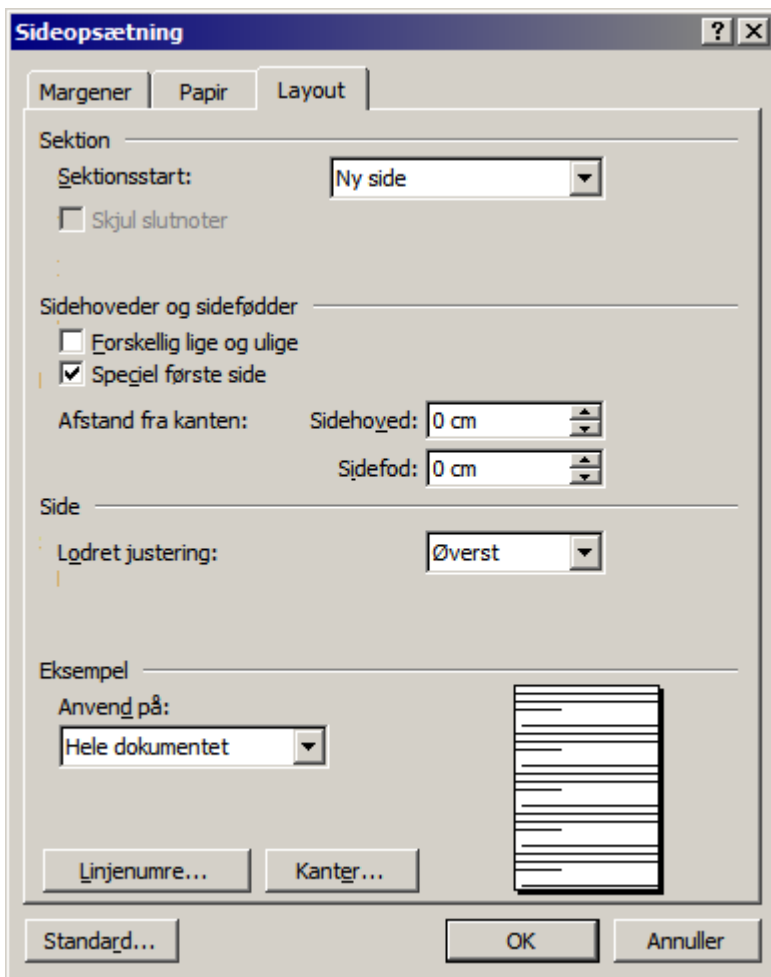 Sideopsætning
Margener Papir Layout
Sektion
Sektionsstart: Ny side
Skjul slutnoter
Sidehoveder og sidefødder
Forskellig lige og ulige
Speciel første side
Afstand fra kanten: Sidehoved: 0 cm
Sidefod: 0 cm
Side
Lodret justering: Øverst
Eksempel
Anvend på:
Hele dokumentet
Linjenumre... Kanter...
Standard... OK Annuller